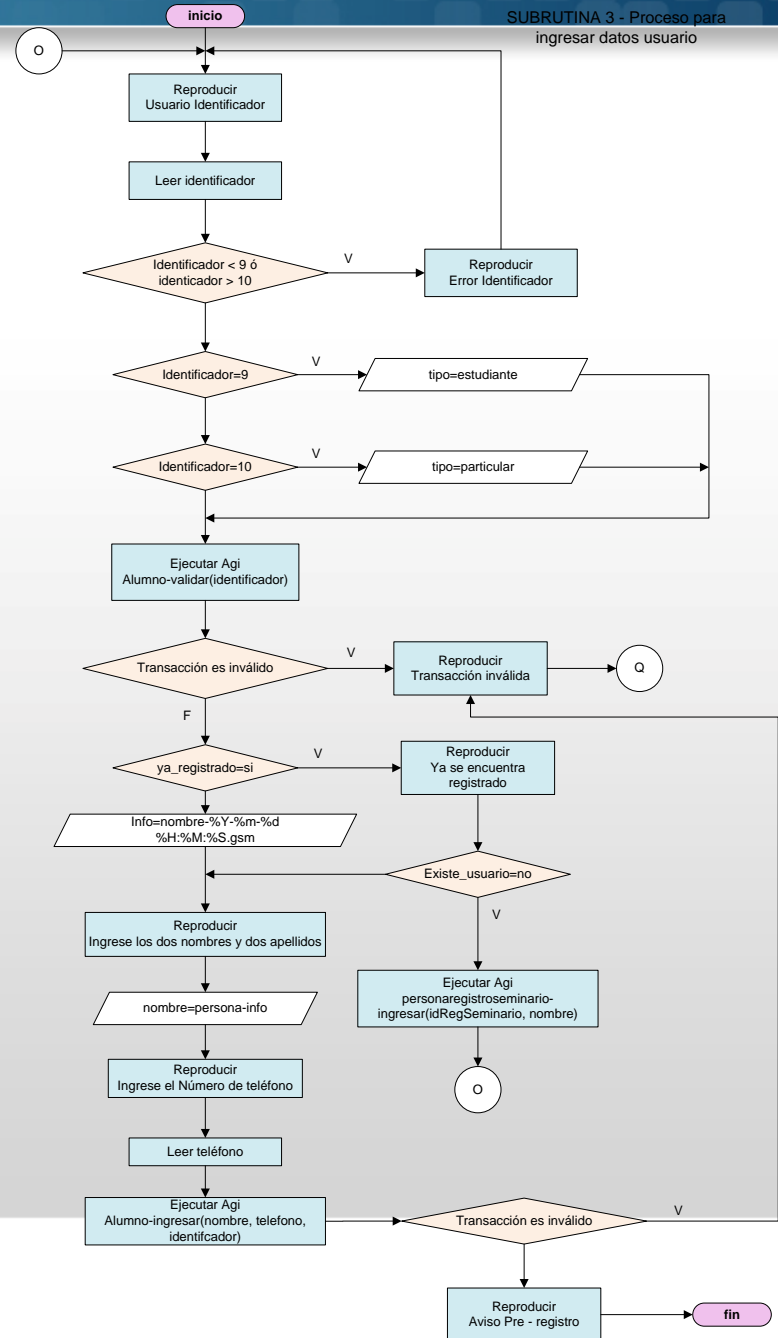 inicio
SUBRUTINA 3 - Proceso para
ingresar datos usuario
O
Reproducir
Usuario Identificador
Leer identificador
Identificador < 9 ó
identicador > 10
V
Reproducir
Error Identificador
Identificador=9
V
tipo=estudiante
Identificador=10
V
tipo=particular
Ejecutar Agi
Alumno-validar(identificador)
Transacción es inválido
V
Reproducir
Transacción inválida
Q
F
ya_registrado=si
V
Reproducir
Ya se encuentra
registrado
Info=nombre-%Y-%m-%d
%H:%M:%S.gsm
Existe_usuario=no
V
Reproducir
Ingrese los dos nombres y dos apellidos
Ejecutar Agi
personaregistroseminario-
ingresar(idRegSeminario, nombre)
nombre=persona-info
O
Reproducir
Ingrese el Número de teléfono
Leer teléfono
Ejecutar Agi
Alumno-ingresar(nombre, telefono,
identifcador)
Transacción es inválido
V
Reproducir
Aviso Pre - registro
fin